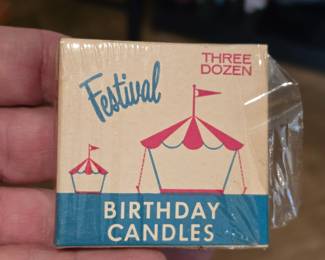 Festival
THREE
DOZEN
BIRTHDAY
CANDLES